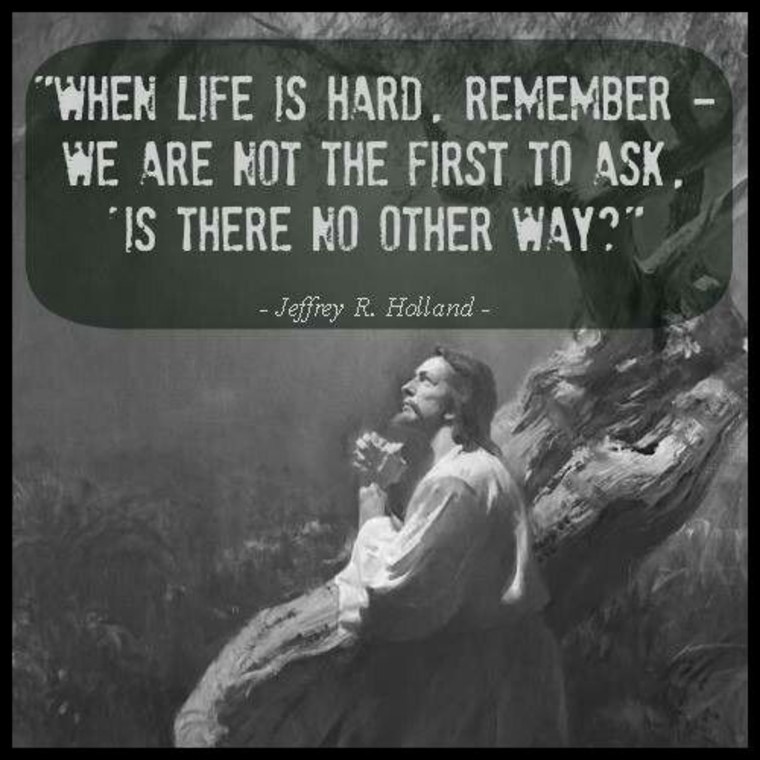 "WHEN LIFE IS HARD, REMEMBER –
WE ARE NOT THE FIRST TO ASK,
'IS THERE NO OTHER WAY?"
- Jeffrey R. Holland -